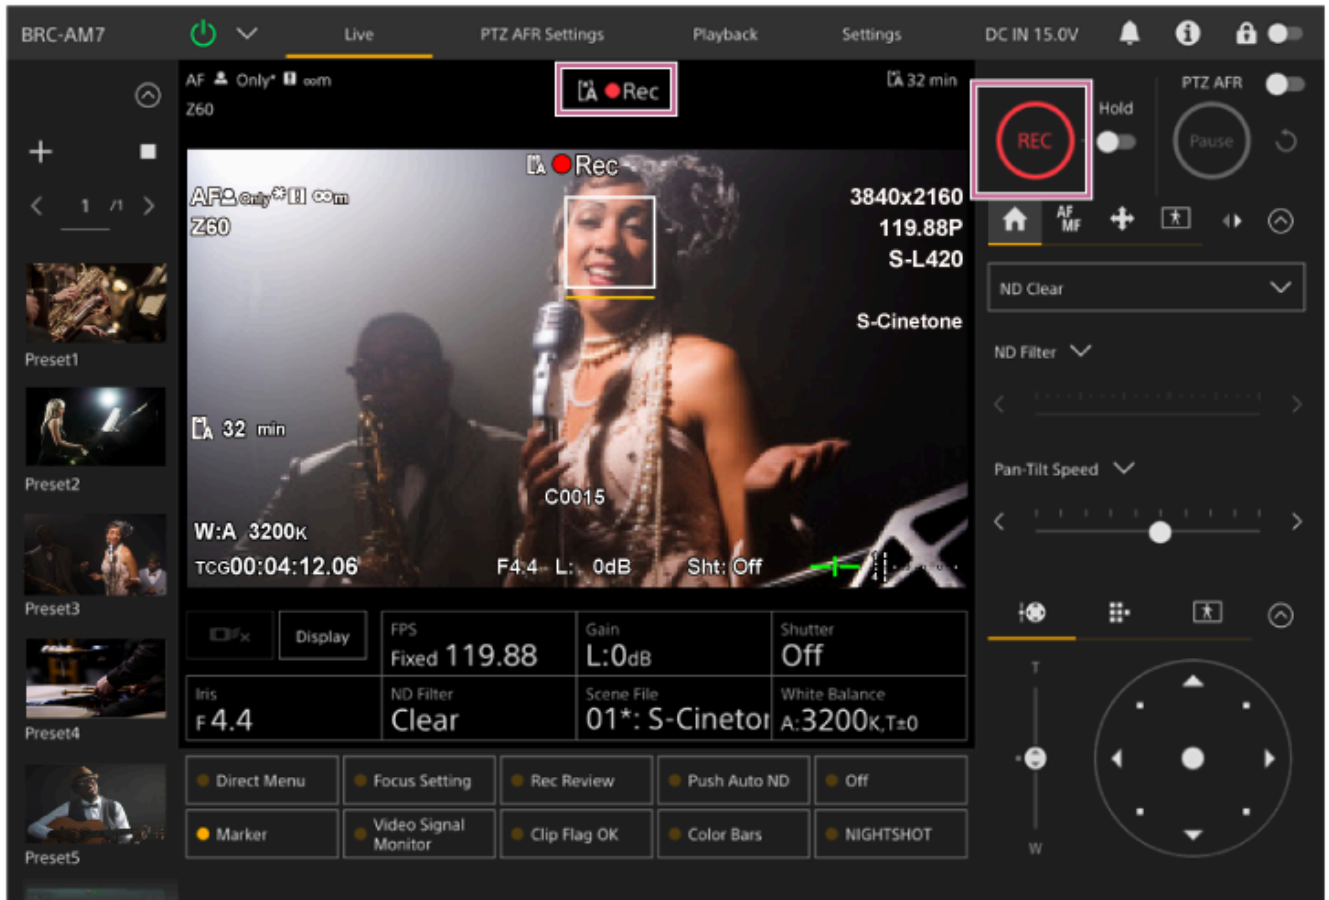 BRC-AM7
Live
PTZ AFR Settings
Playback
Settings
DC IN 15.0V
AF Only* ∞m
Z60
A Rec
A 32 min
REC
Hold
PTZ AFR
Pause
1 /1
Preset1
Preset2
Preset3
Preset4
Preset5
A Rec
AF Only* ∞m
Z60
3840x2160
119.88P
S-L420
S-Cinetone
A 32 min
C0015
W:A 3200K
TCG00:04:12.06
F4.4 L: 0dB Sht: Off
AF
MF
ND Clear
ND Filter
Pan-Tilt Speed
T
W
Display
FPS
Fixed 119.88
Gain
L:0dB
Shutter
Off
Iris
F4.4
ND Filter
Clear
Scene File
01*: S-Cinetor
White Balance
A:3200K,T±0
Direct Menu
Focus Setting
Rec Review
Push Auto ND
Off
Marker
Video Signal
Monitor
Clip Flag OK
Color Bars
NIGHTSHOT